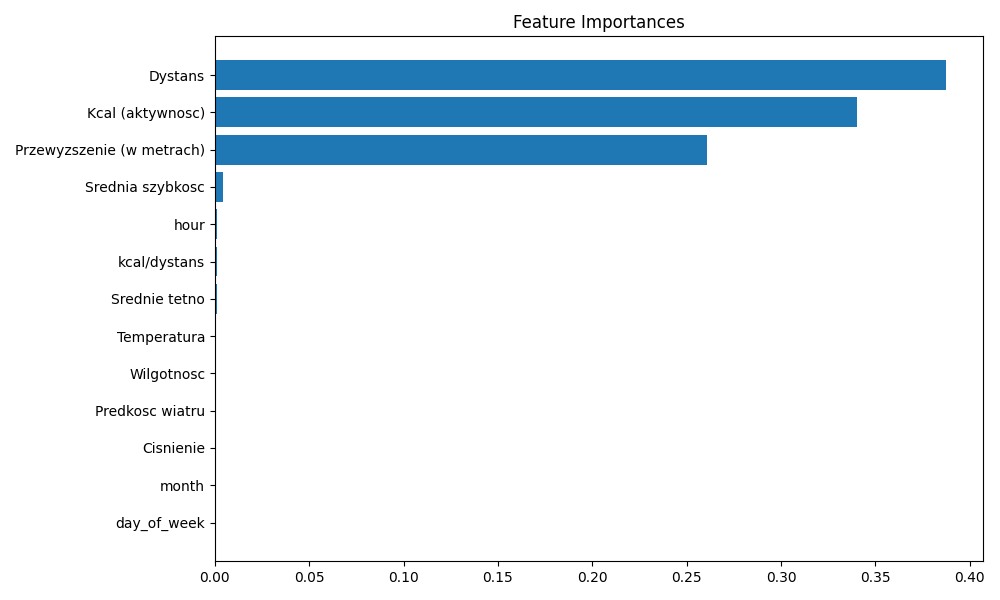 Feature Importances
Dystans
Kcal (aktywnosc)
Przewyzszenie (w metrach)
Srednia szybkosc
hour
kcal/dystans
Srednie tetno
Temperatura
Wilgotnosc
Predkosc wiatru
Cisnienie
month
day_of_week
0.00 0.05 0.10 0.15 0.20 0.25 0.30 0.35 0.40